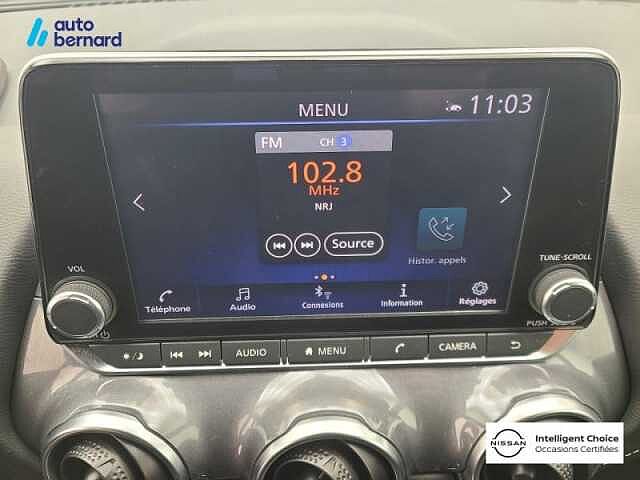 auto
bernard
MENU
11:03
FM CH 3
102.8
MHz
NRJ
Source
Histor. appels
Téléphone Audio Connexions Information Réglages
VOL
TUNE-SCROLL
AUDIO MENU CAMERA
NISSAN
Intelligent Choice
Occasions Certifiées